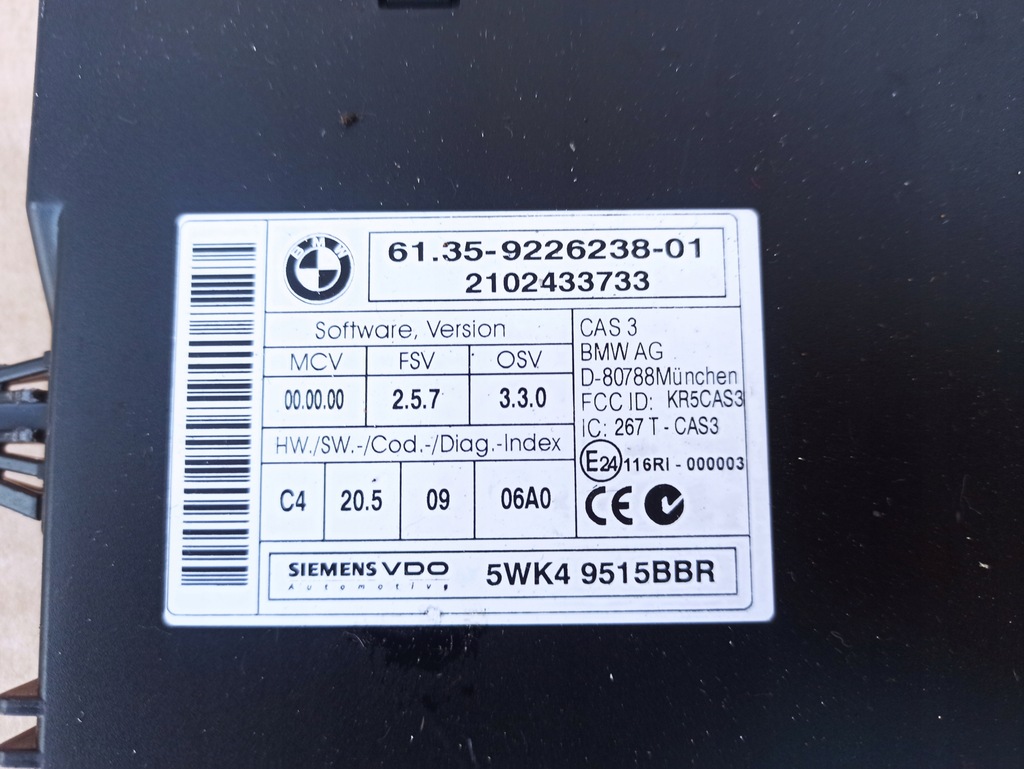 BMW
61.35-9226238-01
2102433733
Software, Version
MCV FSV OSV
00.00.00 2.5.7 3.3.0
HW./SW.-/Cod.-/Diag.-Index
C4 20.5 09 06A0
CAS 3
BMW AG
D-80788München
FCC ID: KR5CAS3
IC: 267 T - CAS3
E24 116RI - 000003
CE
SIEMENS VDO
Automotive
5WK4 9515BBR